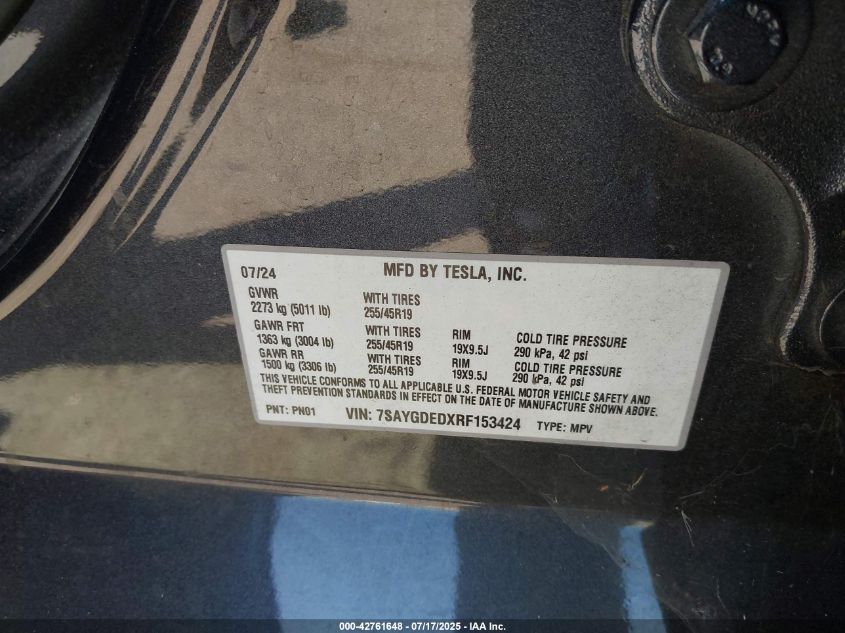 07/24 MFD BY TESLA, INC.
GVWR
2273 kg (5011 lb) WITH TIRES 255/45R19
GAWR FRT
1363 kg (3004 lb) WITH TIRES 255/45R19 RIM 19X9.5J COLD TIRE PRESSURE 290 kPa, 42 psi
GAWR RR
1500 kg (3306 lb) WITH TIRES 255/45R19 RIM 19X9.5J COLD TIRE PRESSURE 290 kPa, 42 psi
THIS VEHICLE CONFORMS TO ALL APPLICABLE U.S. FEDERAL MOTOR VEHICLE SAFETY AND
THEFT PREVENTION STANDARDS IN EFFECT ON THE DATE OF MANUFACTURE SHOWN ABOVE.
PNT: PN01 VIN: 7SAYGDEDXRF153424 TYPE: MPV
000-42761648 / 07/17/2025 - IAA Inc.